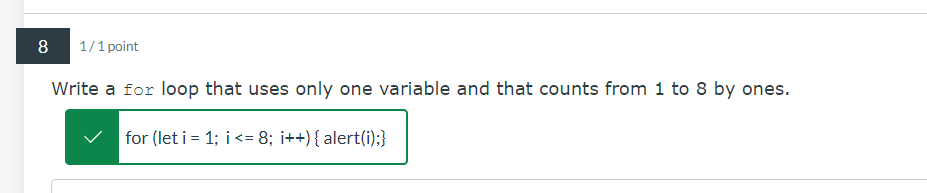 8 1/1 point
Write a for loop that uses only one variable and that counts from 1 to 8 by ones.
for (let i = 1; i <= 8; i++) { alert(i);}